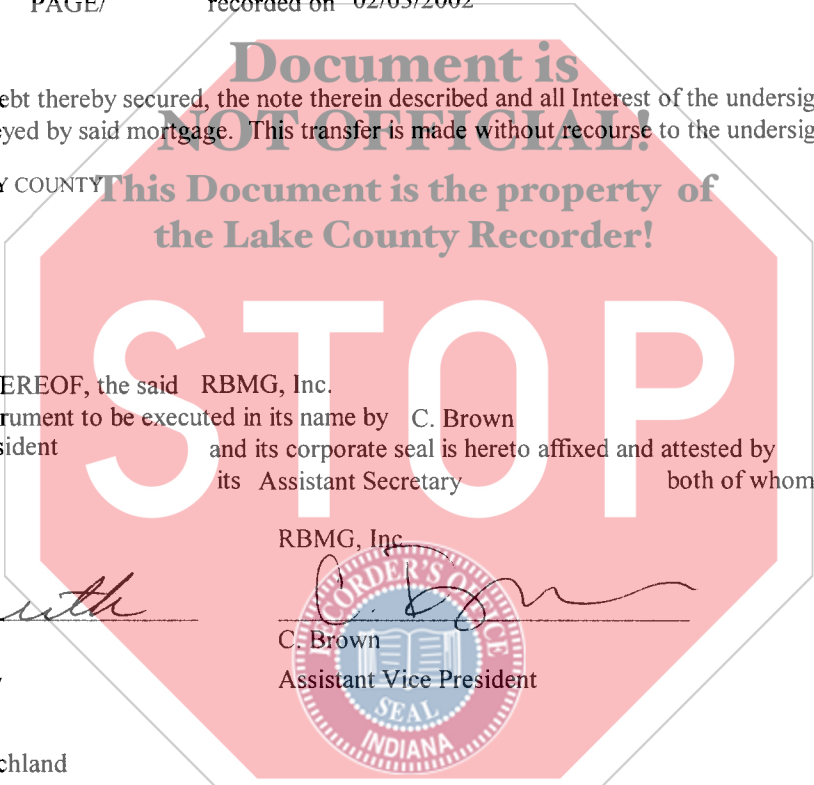 PAGE/ recorded on 02/05/2002
Document is
ebt thereby secured, the note therein described and all Interest of the undersig
NOT OFFICIAL!
eyed by said mortgage. This transfer is made without recourse to the undersig
Y COUNTY
This Document is the property of
the Lake County Recorder!
STOP
EREOF, the said RBMG, Inc.
rument to be executed in its name by C. Brown
sident and its corporate seal is hereto affixed and attested by
its Assistant Secretary both of whom
RBMG, Inc.
RECORDER'S OFFICE
C. Brown
Assistant Vice President
SEAL
INDIANA
chland